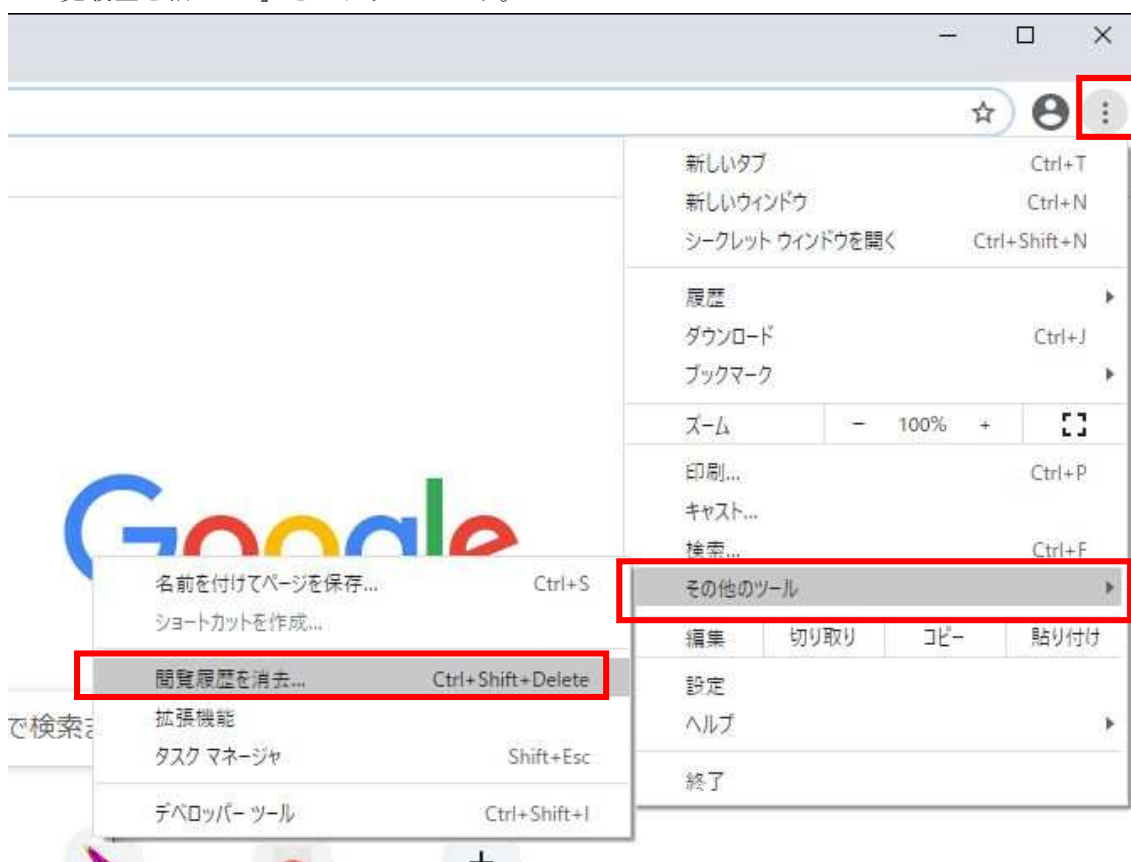 新しいタブ Ctrl+T
新しいウィンドウ Ctrl+N
シークレット ウィンドウを開く Ctrl+Shift+N
履歴
ダウンロード Ctrl+J
ブックマーク
ズーム － 100% +
印刷... Ctrl+P
キャスト...
検索... Ctrl+F
その他のツール
編集 切り取り コピー 貼り付け
設定
ヘルプ
終了
Google
名前を付けてページを保存... Ctrl+S
ショートカットを作成...
閲覧履歴を消去... Ctrl+Shift+Delete
拡張機能
タスク マネージャ Shift+Esc
デベロッパー ツール Ctrl+Shift+I
で検索